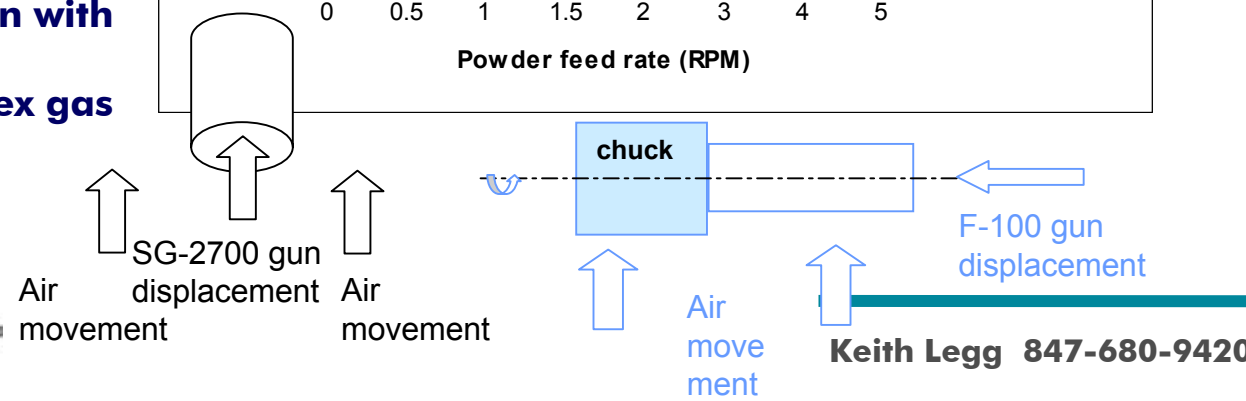 n with
0 0.5 1 1.5 2 3 4 5
Powder feed rate (RPM)
ex gas
chuck
SG-2700 gun
displacement
Air
movement
Air
movement
F-100 gun
displacement
Air
move
ment
Keith Legg 847-680-9420